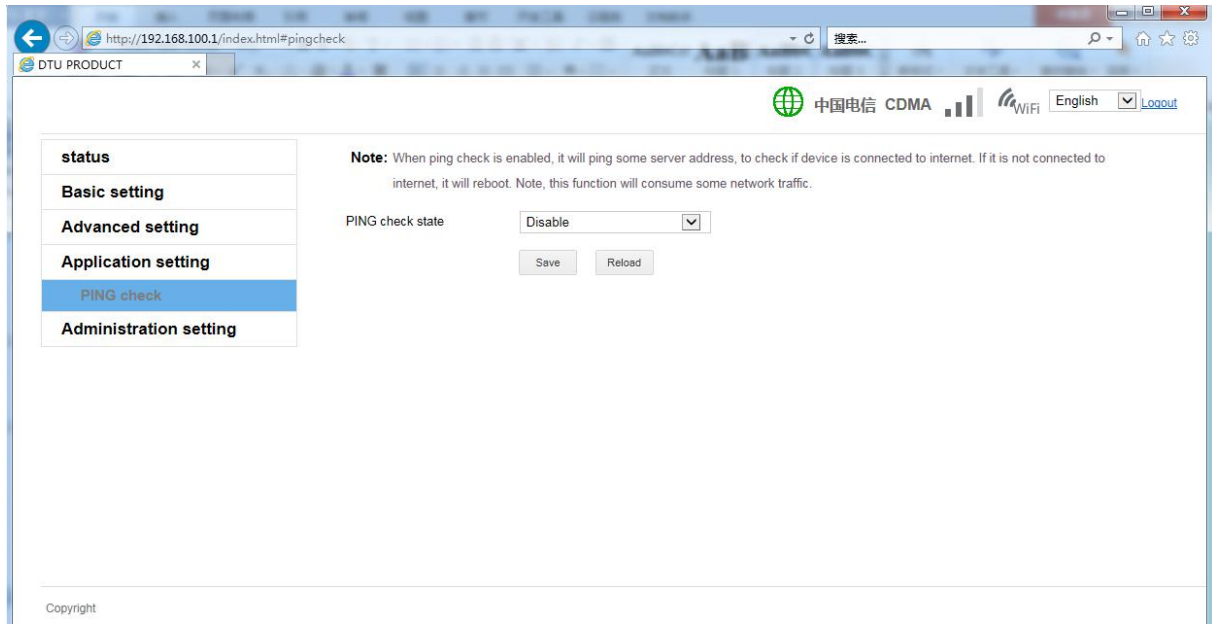 http://192.168.100.1/index.html#pingcheck
搜索...
DTU PRODUCT
中国电信 CDMA
WiFi
English
Logout
status
Basic setting
Advanced setting
Application setting
PING check
Administration setting
Note: When ping check is enabled, it will ping some server address, to check if device is connected to internet. If it is not connected to
internet, it will reboot. Note, this function will consume some network traffic.
PING check state
Disable
Save
Reload
Copyright